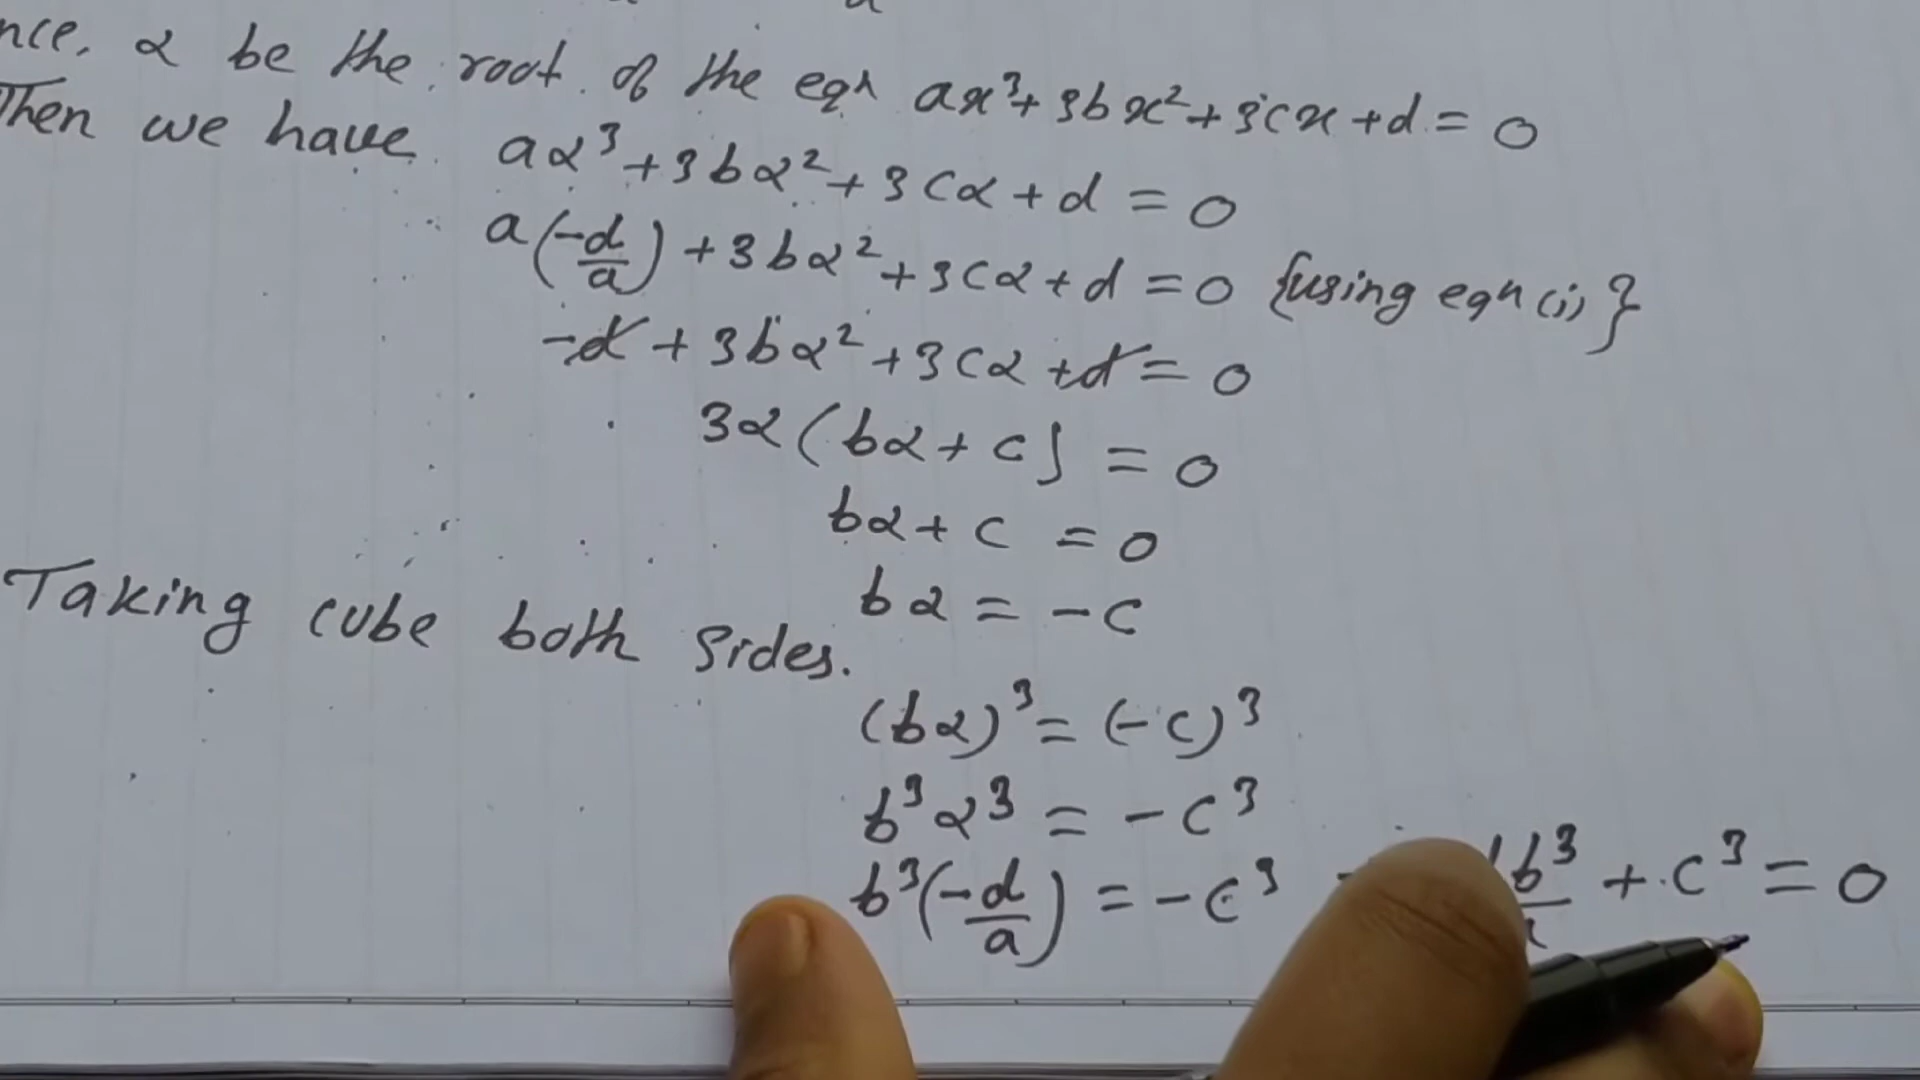 α be the root of the eqn ax³+3bx²+3cx+d=0
Then we have aα³+3bα²+3cα+d=0
a(-d/a)+3bα²+3cα+d=0 {using eqn(i)}
-d+3bα²+3cα+d=0
3α(bα+c)=0
bα+c=0
bα=-c
Taking cube both sides.
(bα)³=(-c)³
b³α³=-c³
b³(-d/a)=-c³
b³ +c³=0